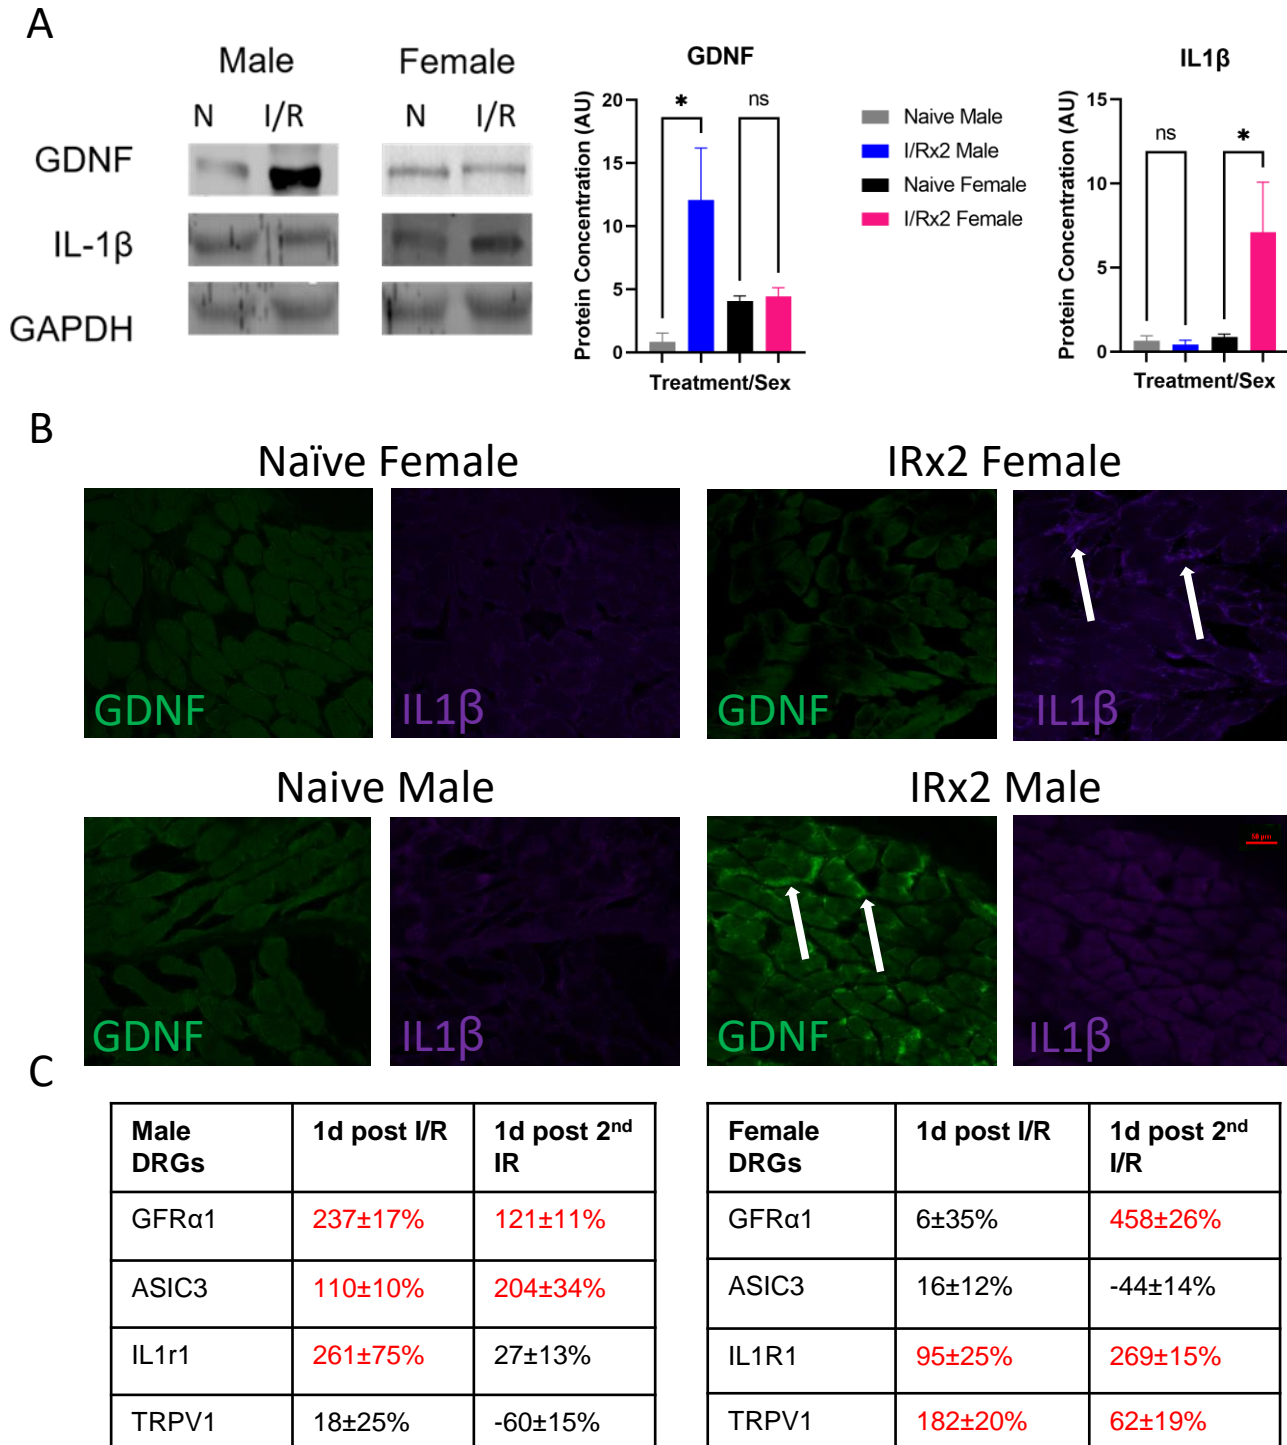 A
Male Female
N I/R N I/R
GDNF
IL-1β
GAPDH
GDNF
Protein Concentration (AU)
20
15
10
5
0
* ns
Treatment/Sex
Naive Male
I/Rx2 Male
Naive Female
I/Rx2 Female
IL1β
Protein Concentration (AU)
15
10
5
0
ns *
Treatment/Sex
B
Naïve Female IRx2 Female
GDNF IL1β GDNF IL1β
Naive Male IRx2 Male
50 µm
GDNF IL1β GDNF IL1β
C
Male DRGs 1d post I/R 1d post 2nd IR
GFRα1 237±17% 121±11%
ASIC3 110±10% 204±34%
IL1r1 261±75% 27±13%
TRPV1 18±25% -60±15%
Female DRGs 1d post I/R 1d post 2nd I/R
GFRα1 6±35% 458±26%
ASIC3 16±12% -44±14%
IL1R1 95±25% 269±15%
TRPV1 182±20% 62±19%